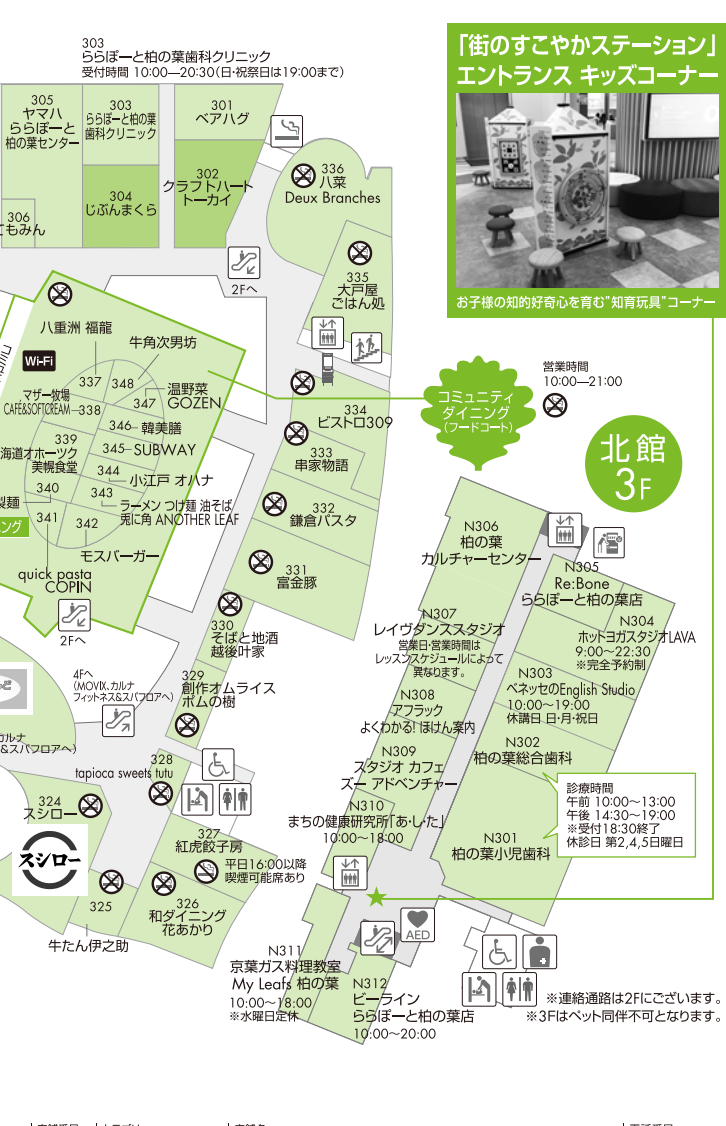 303
ららぽーと柏の葉歯科クリニック
受付時間 10:00—20:30(日・祝祭日は19:00まで)
305
ヤマハ
ららぽーと
柏の葉センター
303
ららぽーと柏の葉
歯科クリニック
301
ベアハグ
302
クラフトハート
トーカイ
304
じぶんまくら
306
てもみん
336
八菜
Deux Branches
335
大戸屋
ごはん処
2Fへ
「街のすこやかステーション」
エントランス キッズコーナー
お子様の知的好奇心を育む"知育玩具"コーナー
八重洲 福龍
牛角次男坊
Wi-Fi
337
348
347
温野菜
GOZEN
マザー牧場
CAFE&SOFTCREAM
338
346
韓美膳
339
海道オホーツク
美幌食堂
345
SUBWAY
344
小江戸 オハナ
340
製麺
343
ラーメン つけ麺 油そば
兎に角 ANOTHER LEAF
ング
341
342
モスバーガー
quick pasta
COPIN
2Fへ
334
ビストロ309
333
串家物語
332
鎌倉パスタ
331
富金豚
330
そばと地酒
越後叶家
329
創作オムライス
ポムの樹
コミュニティ
ダイニング
(フードコート)
営業時間
10:00—21:00
北館
3F
4Fへ
(MOVIX、カルナ
フィットネス&スパフロアへ)
カルナ
&スパフロアへ)
328
tapioca sweets tutu
324
スシロー
スシロー
327
紅虎餃子房
平日16:00以降
喫煙可能席あり
326
和ダイニング
花あかり
325
牛たん伊之助
N306
柏の葉
カルチャーセンター
N305
Re:Bone
ららぽーと柏の葉店
N304
ホットヨガスタジオLAVA
9:00〜22:30
※完全予約制
N307
レイヴダンススタジオ
営業日・営業時間は
レッスンスケジュールによって
異なります。
N303
ベネッセのEnglish Studio
10:00〜19:00
休講日 日・月・祝日
N308
アフラック
よくわかる!ほけん案内
N302
柏の葉総合歯科
N309
スタジオ カフェ
ズー アドベンチャー
N310
まちの健康研究所「あ・し・た」
10:00〜18:00
N301
柏の葉小児歯科
診療時間
午前 10:00〜13:00
午後 14:30〜19:00
※受付18:30終了
休診日 第2,4,5日曜日
AED
N311
京葉ガス料理教室
My Leafs 柏の葉
10:00〜18:00
※水曜日定休
N312
ビーライン
ららぽーと柏の葉店
10:00〜20:00
※連絡通路は2Fにございます。
※3Fはペット同伴不可となります。